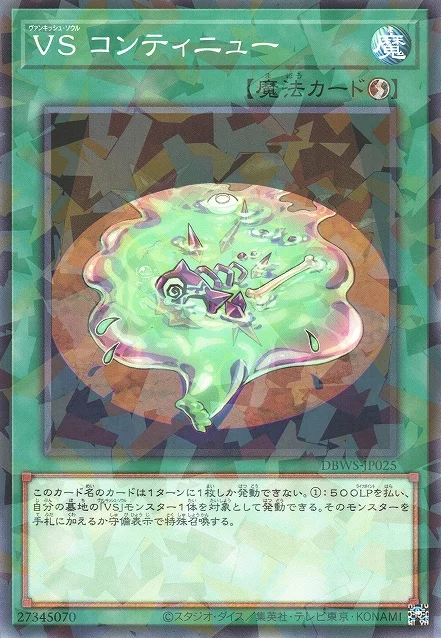 ヴァンキッシュ・ソウル
VS コンティニュー
魔
【魔法カード】
DBWS-JP025
このカード名のカードは1ターンに1枚しか発動できない。①:500LPを払い、
自分の墓地の「VS」モンスター1体を対象として発動できる。そのモンスターを
手札に加えるか守備表示で特殊召喚する。
27345070
©スタジオ・ダイス/集英社・テレビ東京・KONAMI